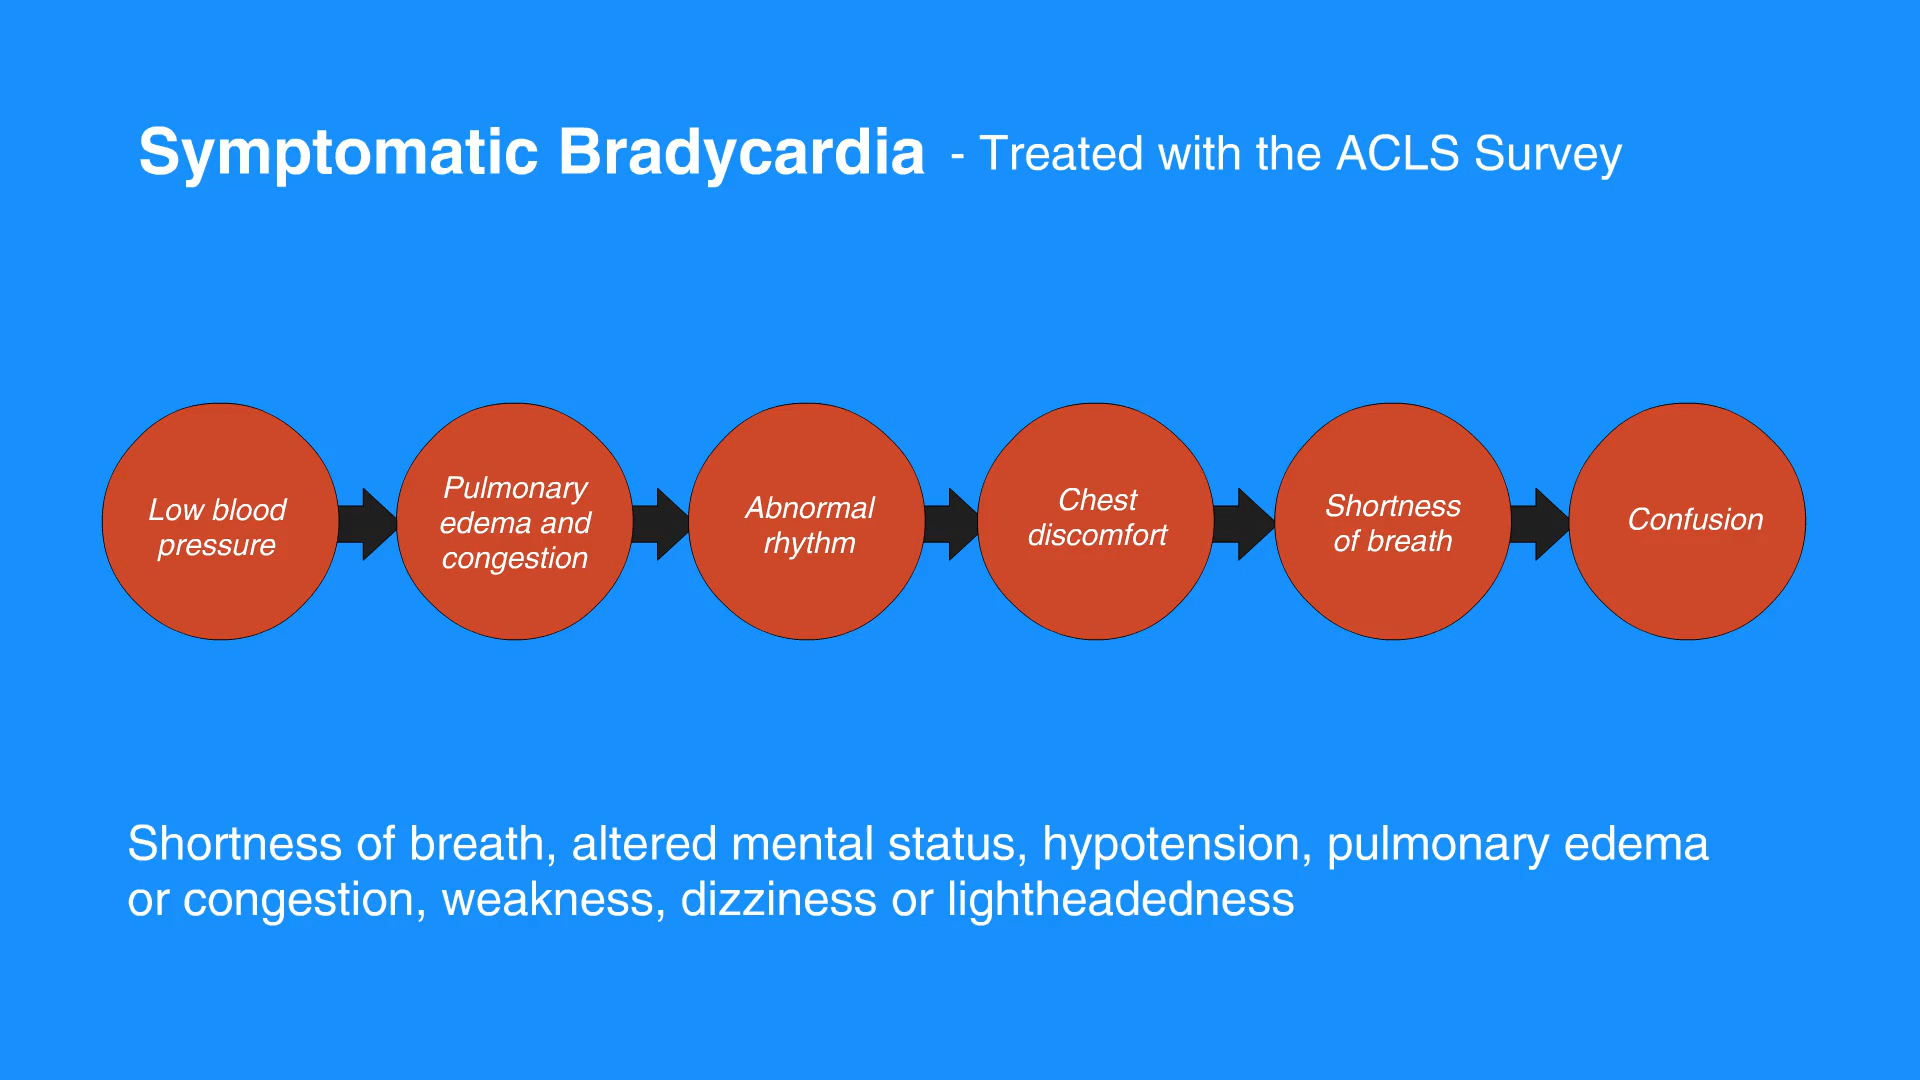 Symptomatic Bradycardia - Treated with the ACLS Survey
Low blood
pressure
Pulmonary
edema and
congestion
Abnormal
rhythm
Chest
discomfort
Shortness
of breath
Confusion
Shortness of breath, altered mental status, hypotension, pulmonary edema
or congestion, weakness, dizziness or lightheadedness